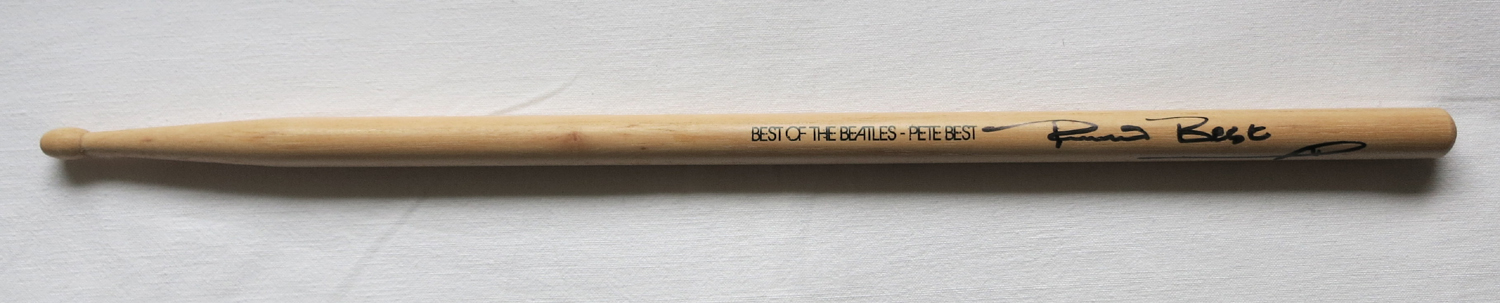 BEST OF THE BEATLES - PETE BEST
Best